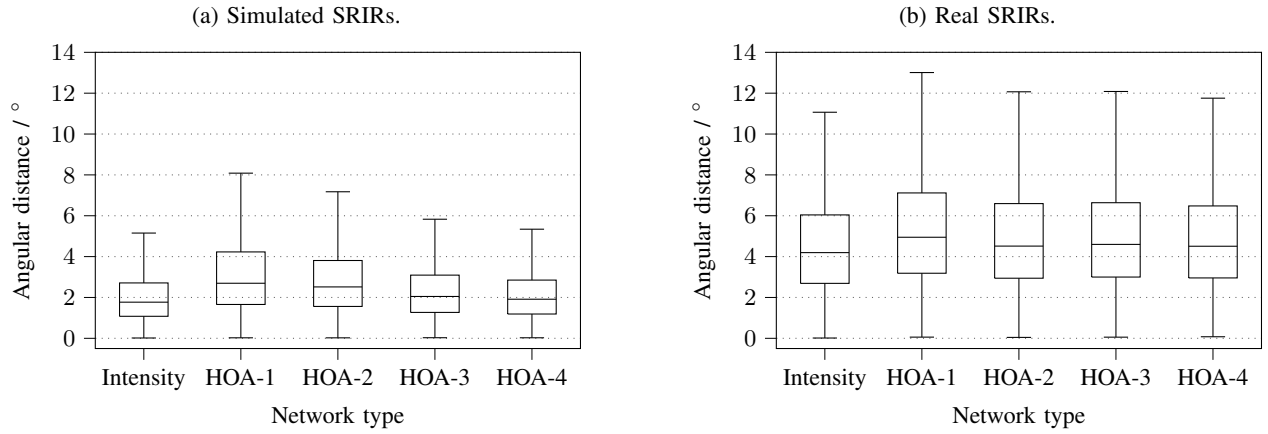 (a) Simulated SRIRs.
14
12
10
8
6
4
2
0
Angular distance / °
Intensity HOA-1 HOA-2 HOA-3 HOA-4
Network type
(b) Real SRIRs.
14
12
10
8
6
4
2
0
Angular distance / °
Intensity HOA-1 HOA-2 HOA-3 HOA-4
Network type